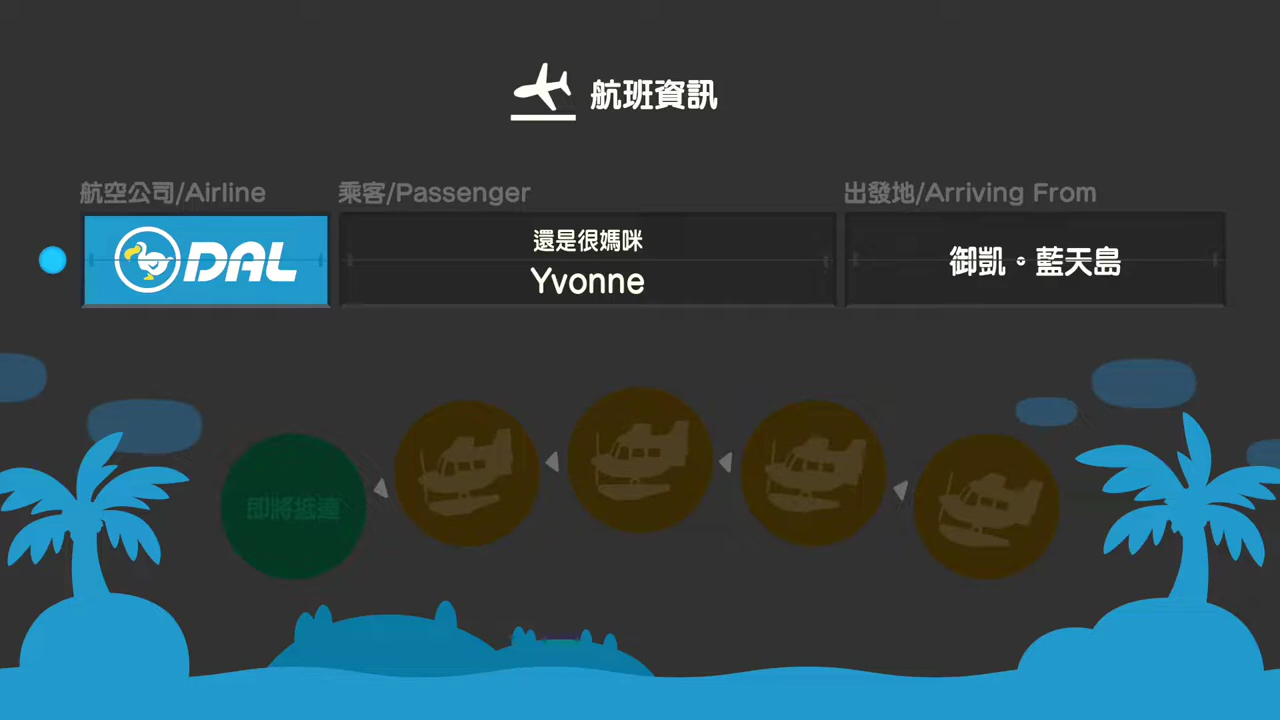 航班資訊
航空公司/Airline
乘客/Passenger
出發地/Arriving From
DAL
還是很媽咪
Yvonne
御凱。藍天島
即將抵達